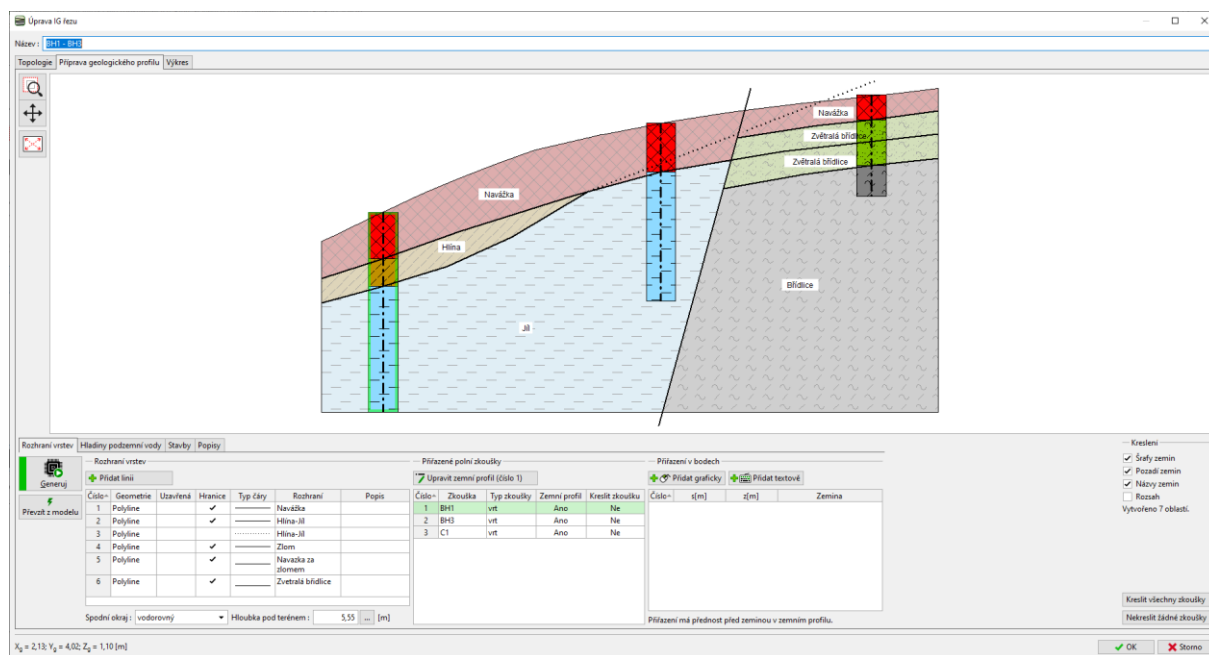 Úprava IG řezu
Název : BH1 - BH3
Topologie Příprava geologického profilu Výkres
Navážka
Zvětralá břidlice
Zvětralá břidlice
Navážka
Hlína
Břidlice
Jíl
Rozhraní vrstev Hladiny podzemní vody Stavby Popisy
Generuj
Převzít z modelu
Rozhraní vrstev
Přidat linii
Číslo Geometrie Uzavřená Hranice Typ čáry Rozhraní Popis
1 Polyline Navážka
2 Polyline Hlína-Jíl
3 Polyline Hlína-Jíl
4 Polyline Zlom
5 Polyline Navazka za
zlomem
6 Polyline Zvetralá břidlice
Spodní okraj : vodorovný Hloubka pod terénem : 5,55 ... [m]
Přiřazené polní zkoušky
Upravit zemní profil (číslo 1)
Číslo Zkouška Typ zkoušky Zemní profil Kreslit zkoušku
1 BH1 vrt Ano Ne
2 BH3 vrt Ano Ne
3 C1 vrt Ano Ne
Přiřazení v bodech
Přidat graficky Přidat textově
Číslo s[m] z[m] Zemina
Přiřazení má přednost před zeminou v zemním profilu.
Kreslení
Šrafy zemin
Pozadí zemin
Názvy zemin
Rozsah
Vytvořeno 7 oblastí.
Kreslit všechny zkoušky
Nekreslit žádné zkoušky
Xg = 2,13; Yg = 4,02; Zg = 1,10 [m]
OK Storno